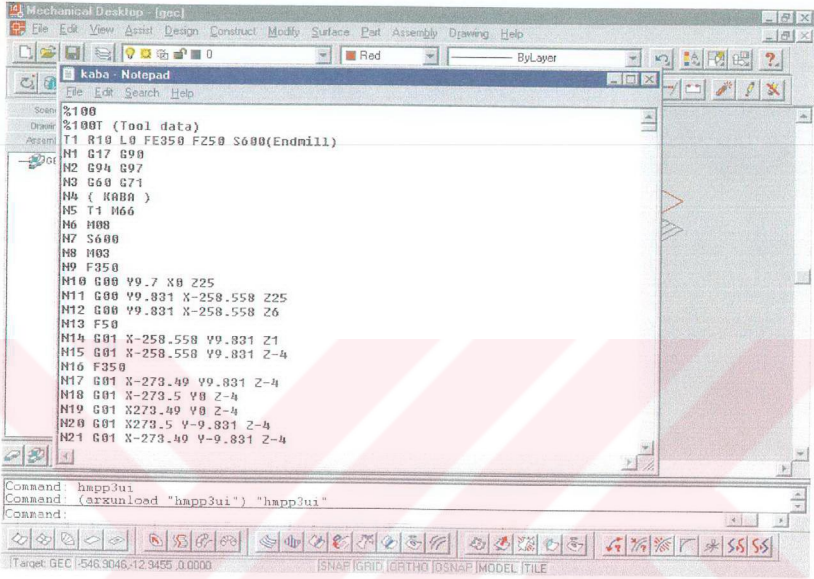 Mechanical Desktop - [gec]
File Edit View Assist Design Construct Modify Surface Part Assembly Drawing Help
0 Red ByLayer
kaba - Notepad
File Edit Search Help
%100
%100T (Tool data)
T1 R10 L0 FE350 FZ50 S600(Endmill)
N1 G17 G90
N2 G94 G97
N3 G60 G71
N4 ( KABA )
N5 T1 M66
N6 M08
N7 S600
N8 M03
N9 F350
N10 G00 Y9.7 X0 Z25
N11 G00 Y9.831 X-258.558 Z25
N12 G00 Y9.831 X-258.558 Z6
N13 F50
N14 G01 X-258.558 Y9.831 Z1
N15 G01 X-258.558 Y9.831 Z-4
N16 F350
N17 G01 X-273.49 Y9.831 Z-4
N18 G01 X-273.5 Y0 Z-4
N19 G01 X273.49 Y0 Z-4
N20 G01 X273.5 Y-9.831 Z-4
N21 G01 X-273.49 Y-9.831 Z-4
Command: hmpp3ui
Command: (arxunload "hmpp3ui") "hmpp3ui"
Command:
Target: GEC -546.9046,-12.9455 ,0.0000 SNAP GRID ORTHO OSNAP MODEL TILE